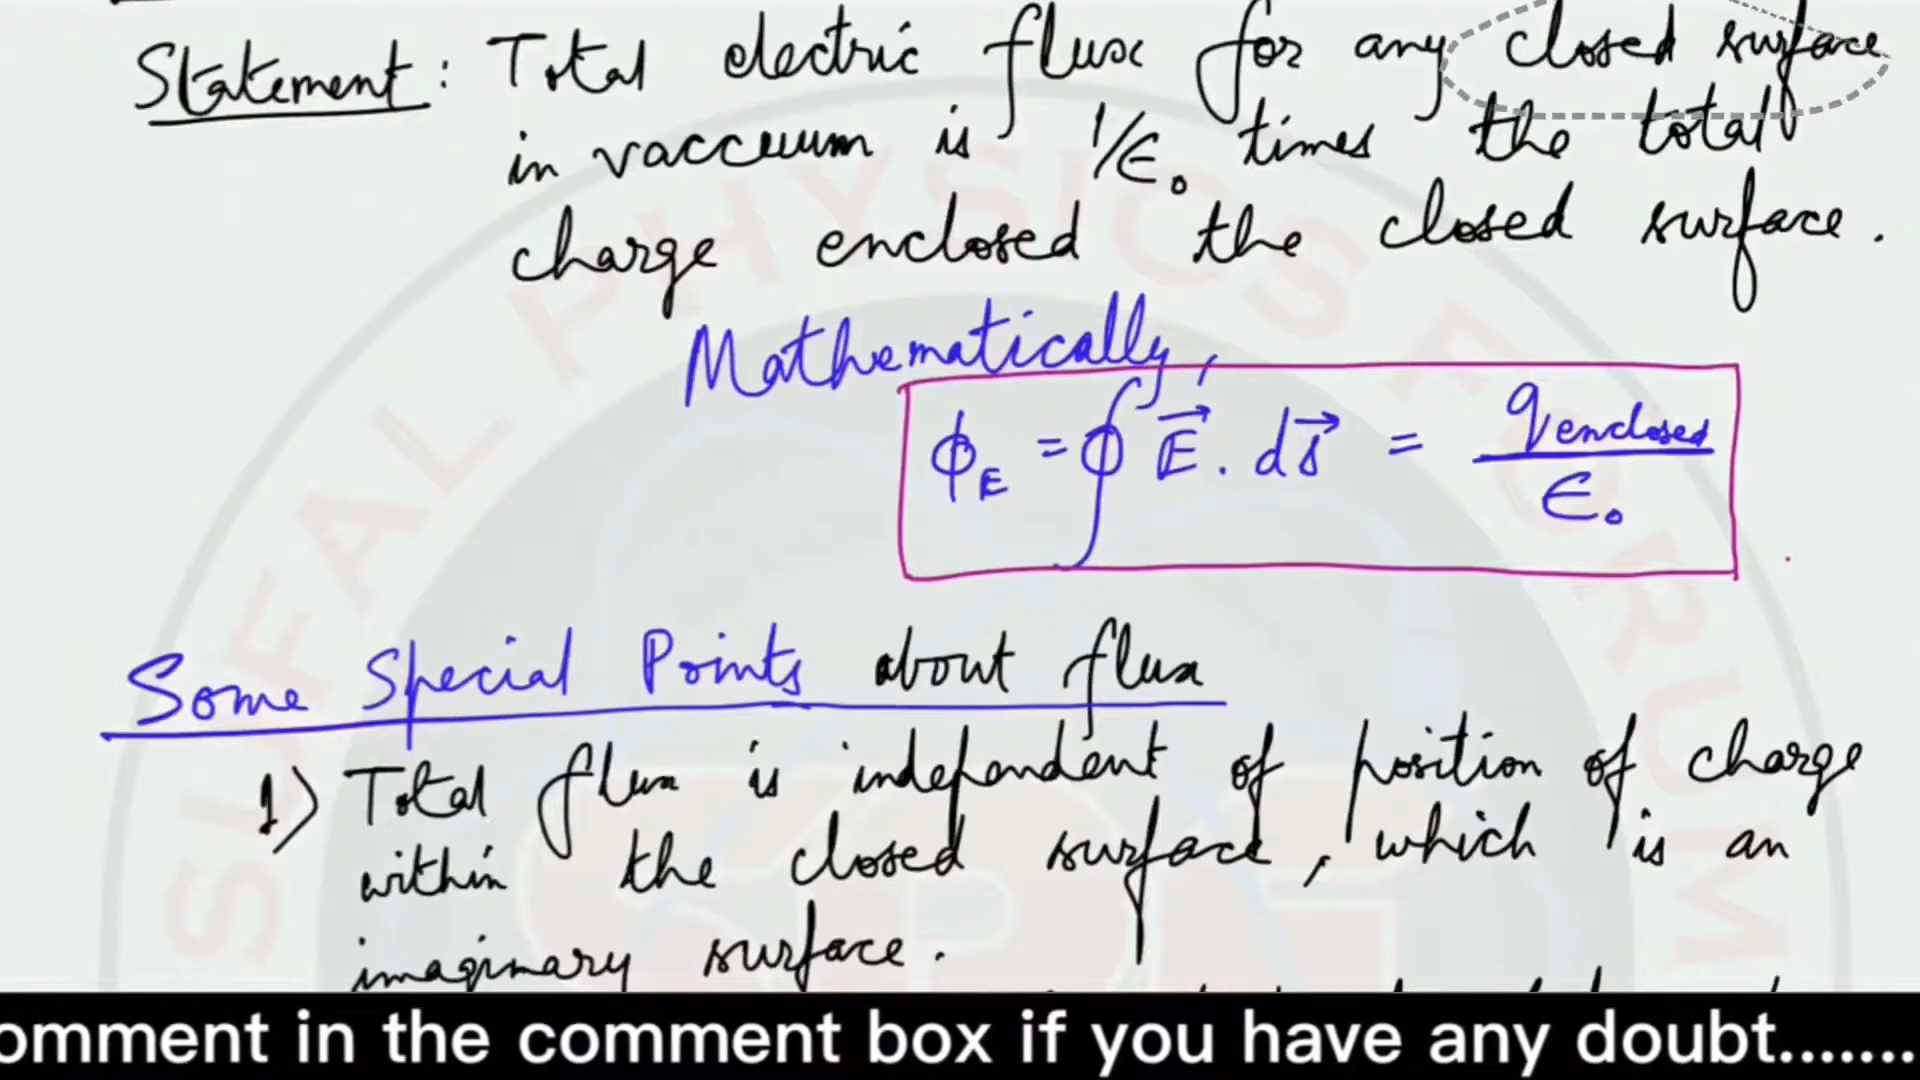 Statement: Total electric flux for any closed surface
in vaccuum is 1/ϵ₀ times the total
charge enclosed the closed surface.
Mathematically,
ϕ_E = ∮ E⃗ . ds⃗ = q_enclosed / ϵ₀
Some Special Points about flux
1) Total flux is independent of position of charge
within the closed surface, which is an
imaginary surface.
omment in the comment box if you have any doubt.......